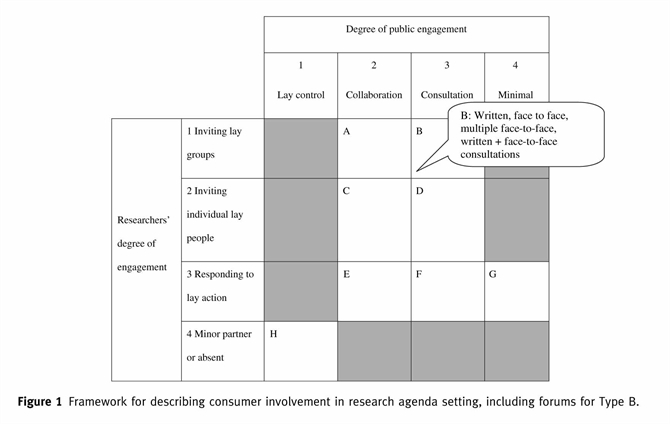 Degree of public engagement
1
2
3
4
Lay control
Collaboration
Consultation
Minimal
B: Written, face to face,
multiple face-to-face,
written + face-to-face
consultations
Researchers'
degree of
engagement
1 Inviting lay
groups
A
B
2 Inviting
individual lay
people
C
D
3 Responding to
lay action
E
F
G
4 Minor partner
or absent
H
Figure 1 Framework for describing consumer involvement in research agenda setting, including forums for Type B.